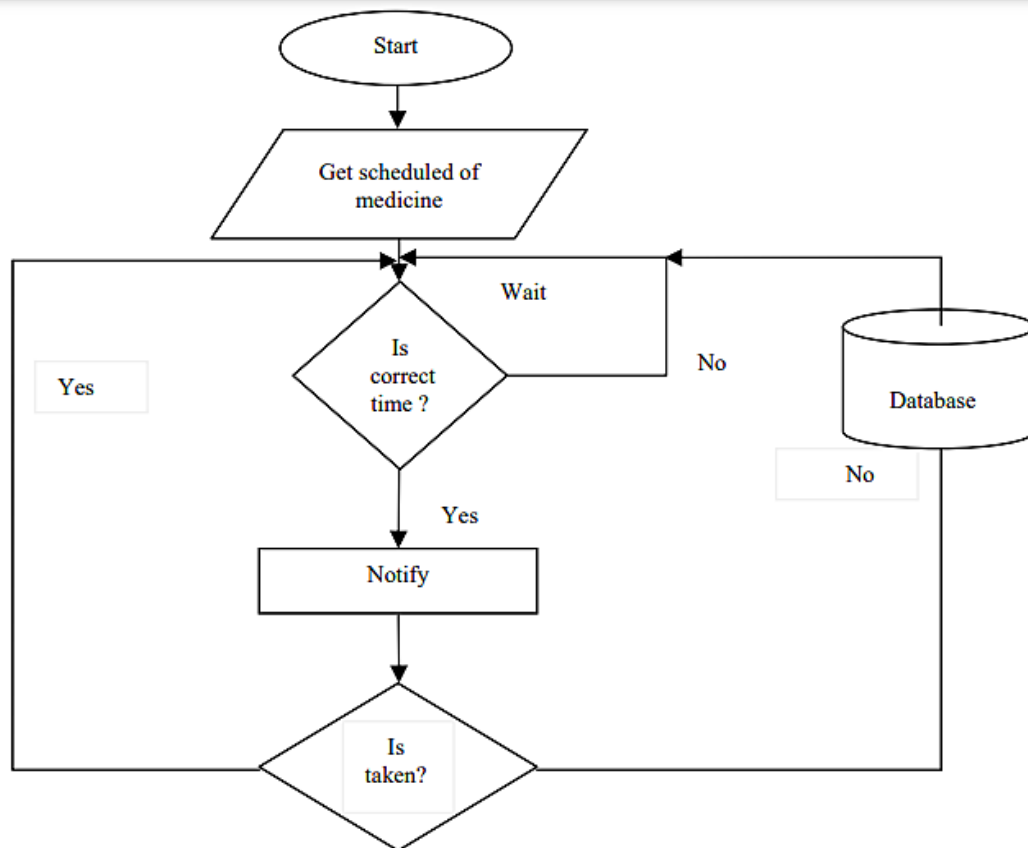 Start
Get scheduled of
medicine
Wait
Is
correct
time ?
No
Yes
Database
No
Yes
Notify
Is
taken?